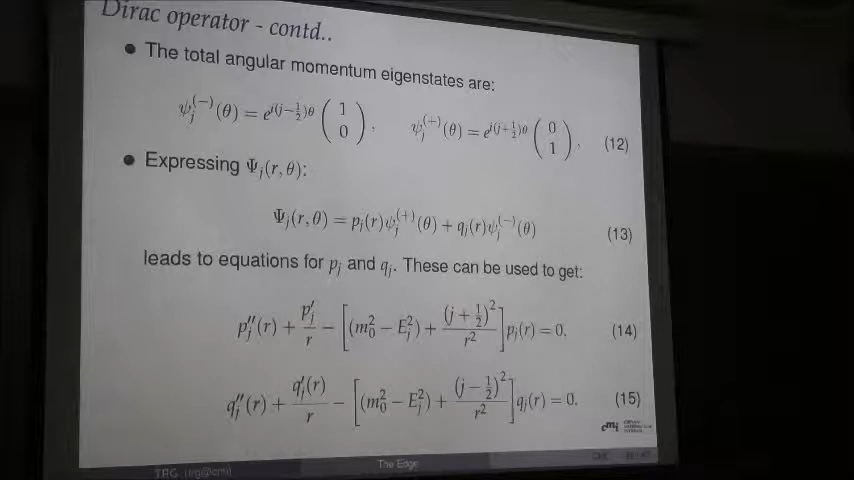 Dirac operator - contd..
• The total angular momentum eigenstates are:
ψ_j^{(−)}(θ) = e^{i(j−1/2)θ} (1 0), ψ_j^{(+)}(θ) = e^{i(j+1/2)θ} (0 1), (12)
• Expressing Ψ_j(r, θ):
Ψ_j(r, θ) = p_j(r)ψ_j^{(+)}(θ) + q_j(r)ψ_j^{(−)}(θ) (13)
leads to equations for p_j and q_j. These can be used to get:
p_j''(r) + p_j'/r − [(m_0^2 − E_j^2) + (j + 1/2)^2/r^2] p_j(r) = 0. (14)
q_j''(r) + q_j'(r)/r − [(m_0^2 − E_j^2) + (j − 1/2)^2/r^2] q_j(r) = 0. (15)
cmi
The Edge